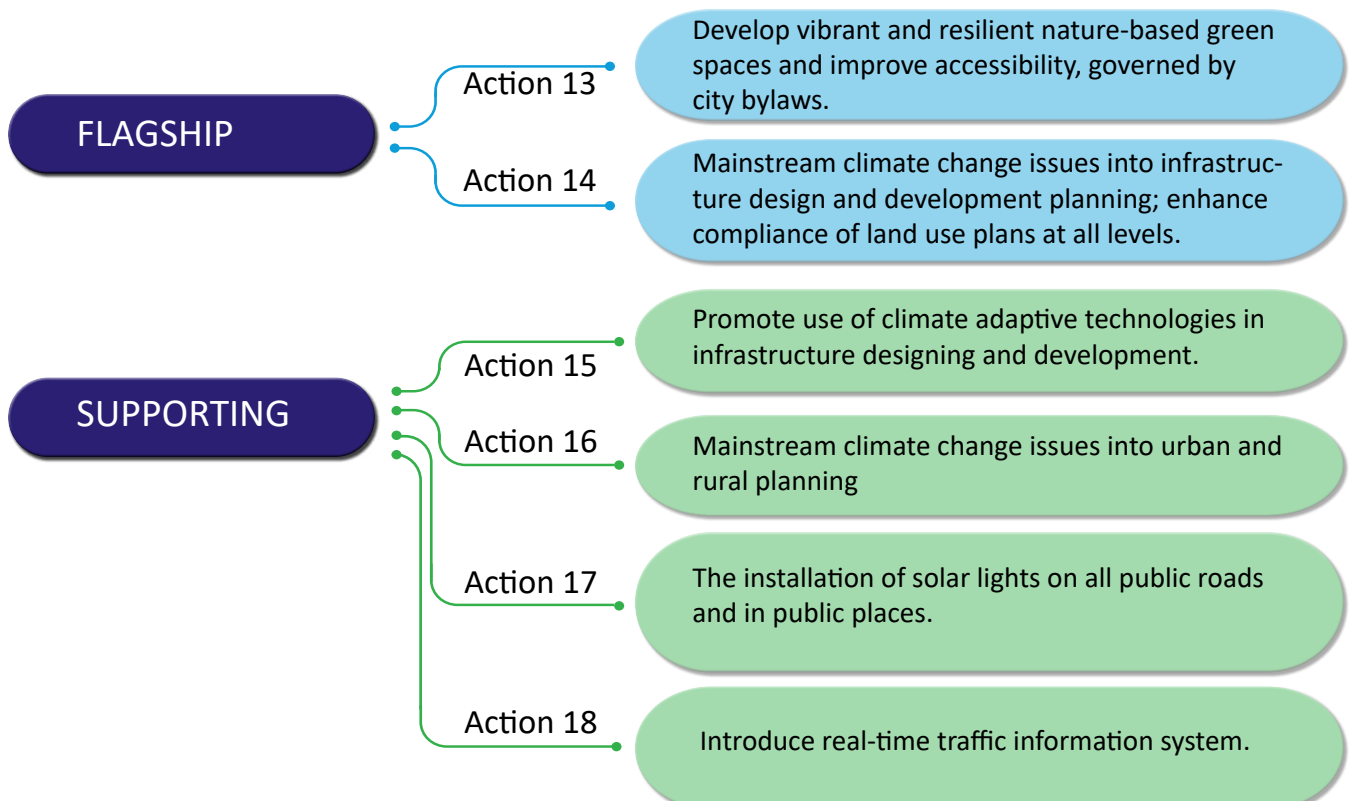 FLAGSHIP
Action 13
Develop vibrant and resilient nature-based green
spaces and improve accessibility, governed by
city bylaws.
Action 14
Mainstream climate change issues into infrastruc-
ture design and development planning; enhance
compliance of land use plans at all levels.
SUPPORTING
Action 15
Promote use of climate adaptive technologies in
infrastructure designing and development.
Action 16
Mainstream climate change issues into urban and
rural planning
Action 17
The installation of solar lights on all public roads
and in public places.
Action 18
Introduce real-time traffic information system.